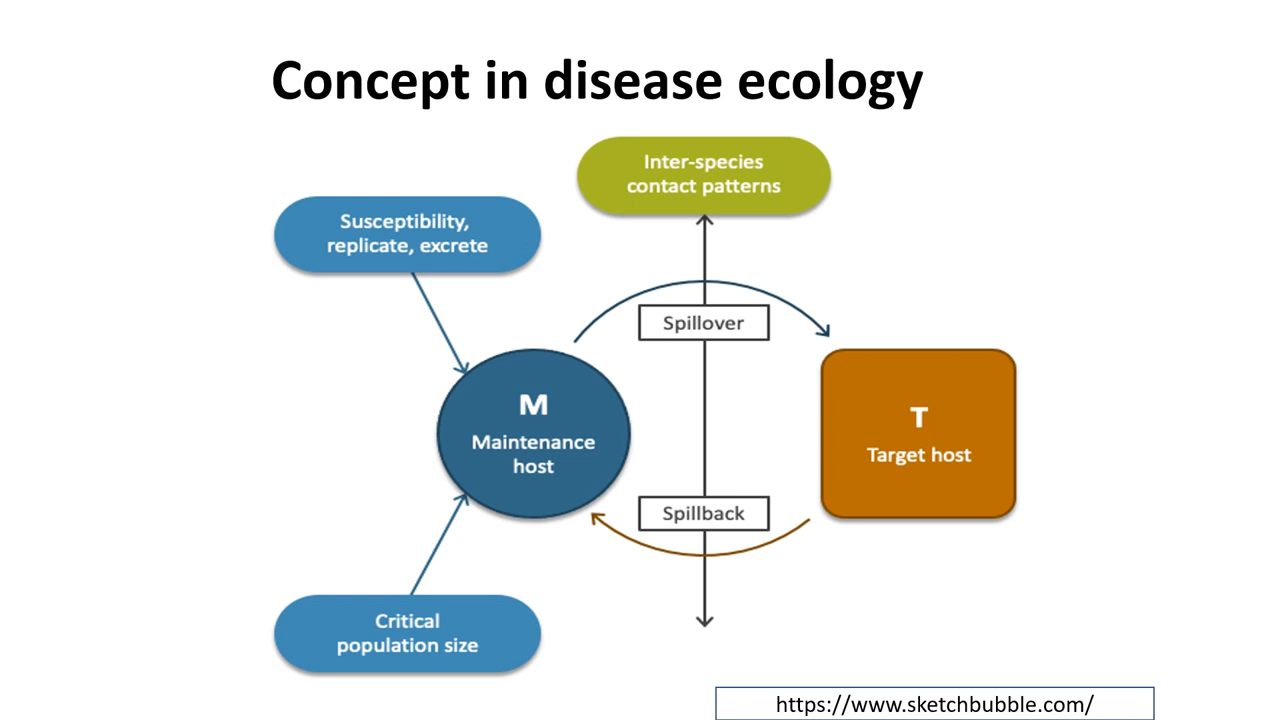 Concept in disease ecology
Inter-species
contact patterns
Susceptibility,
replicate, excrete
Spillover
M
Maintenance
host
T
Target host
Spillback
Critical
population size
https://www.sketchbubble.com/